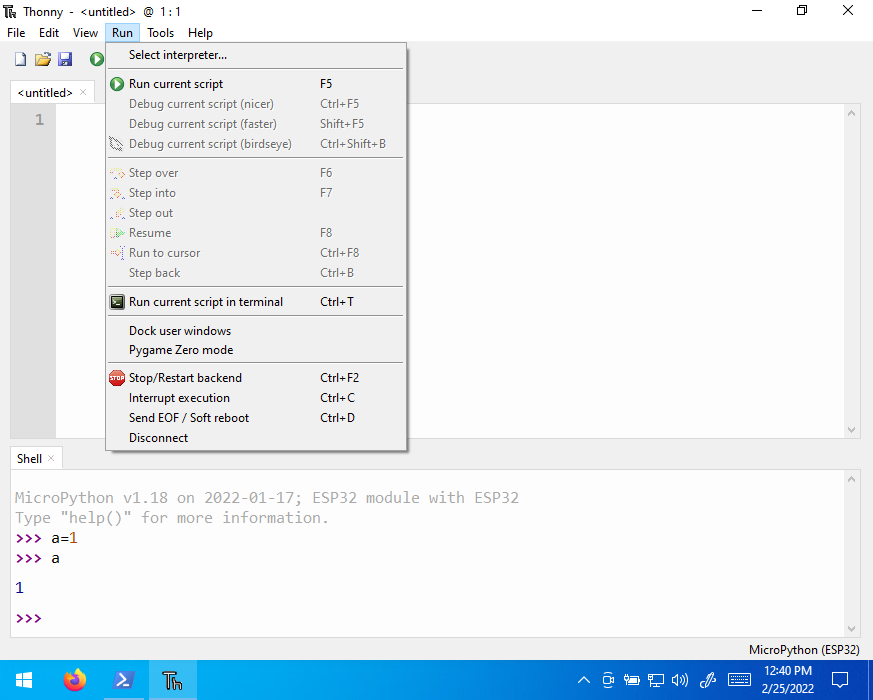 Thonny - <untitled> @ 1 : 1
File Edit View Run Tools Help
Select interpreter...
<untitled> ×
Run current script F5
Debug current script (nicer) Ctrl+F5
Debug current script (faster) Shift+F5
Debug current script (birdseye) Ctrl+Shift+B
Step over F6
Step into F7
Step out
Resume F8
Run to cursor Ctrl+F8
Step back Ctrl+B
Run current script in terminal Ctrl+T
Dock user windows
Pygame Zero mode
STOP Stop/Restart backend Ctrl+F2
Interrupt execution Ctrl+C
Send EOF / Soft reboot Ctrl+D
Disconnect
1
Shell ×
MicroPython v1.18 on 2022-01-17; ESP32 module with ESP32
Type "help()" for more information.
>>> a=1
>>> a
1
>>>
MicroPython (ESP32)
Th
12:40 PM
2/25/2022